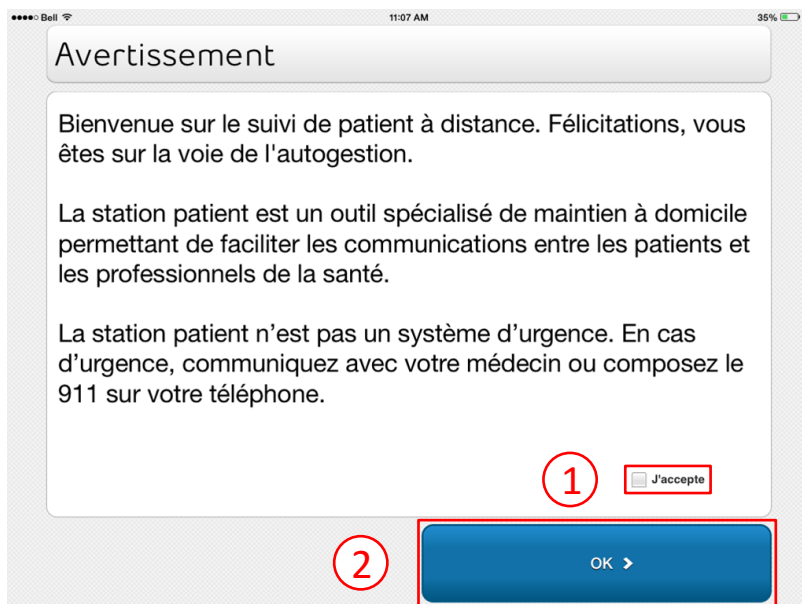 Bell 11:07 AM 35%
Avertissement
Bienvenue sur le suivi de patient à distance. Félicitations, vous
êtes sur la voie de l'autogestion.
La station patient est un outil spécialisé de maintien à domicile
permettant de faciliter les communications entre les patients et
les professionnels de la santé.
La station patient n’est pas un système d’urgence. En cas
d’urgence, communiquez avec votre médecin ou composez le
911 sur votre téléphone.
1 J'accepte
2 OK